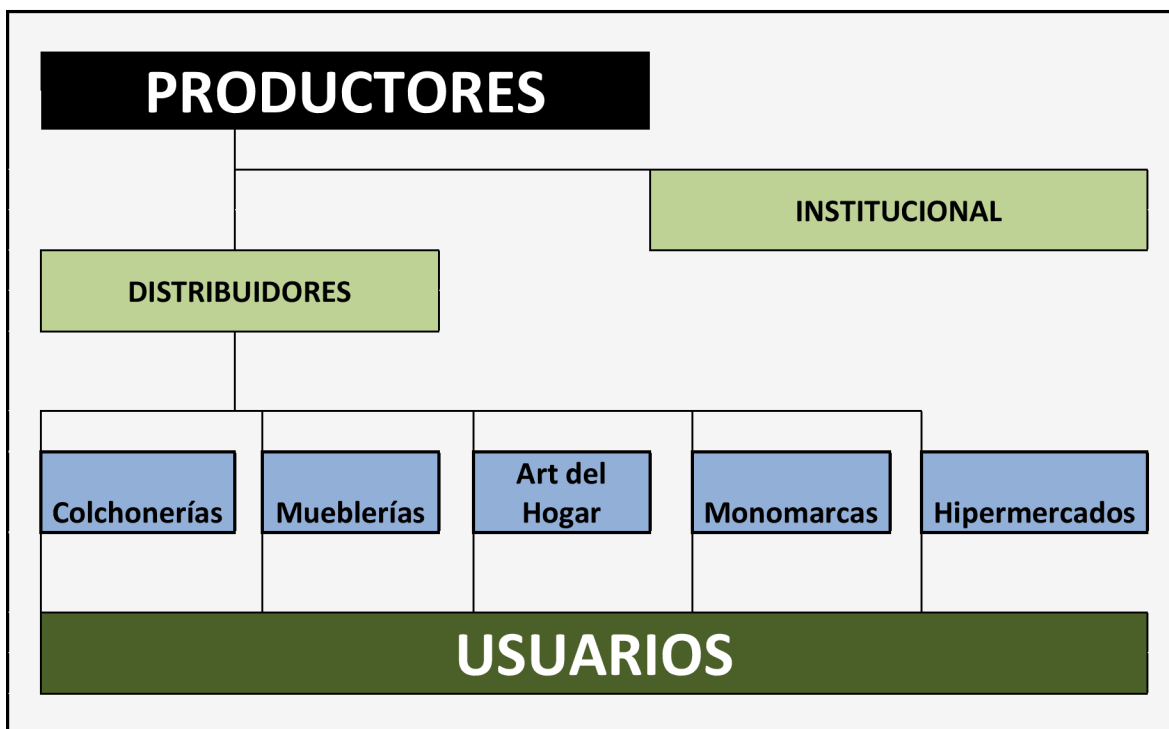 PRODUCTORES
INSTITUCIONAL
DISTRIBUIDORES
Colchonerías
Mueblerías
Art del
Hogar
Monomarcas
Hipermercados
USUARIOS